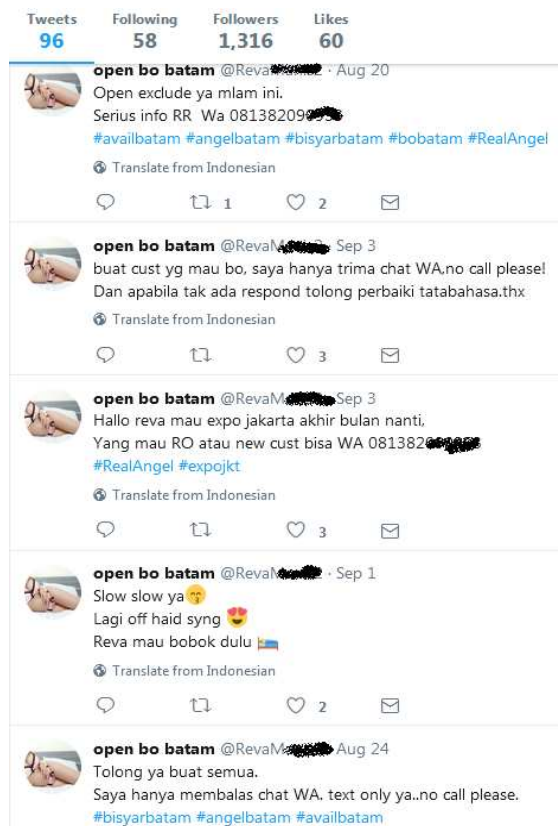 Tweets Following Followers Likes
96 58 1,316 60
open bo batam · Aug 20
Open exclude ya mlam ini.
Serius info RR Wa
#availbatam #angelbatam #bisyarbatam #bobatam #RealAngel
Translate from Indonesian
1 2
open bo batam · Sep 3
buat cust yg mau bo, saya hanya trima chat WA,no call please!
Dan apabila tak ada respond tolong perbaiki tatabahasa.thx
Translate from Indonesian
3
open bo batam Sep 3
Hallo reva mau expo jakarta akhir bulan nanti,
Yang mau RO atau new cust bisa WA
#RealAngel #expojkt
Translate from Indonesian
3
open bo batam · Sep 1
Slow slow ya
Lagi off haid syng
Reva mau bobok dulu
Translate from Indonesian
2
open bo batam Aug 24
Tolong ya buat semua.
Saya hanya membalas chat WA. text only ya..no call please.
#bisyarbatam #angelbatam #availbatam